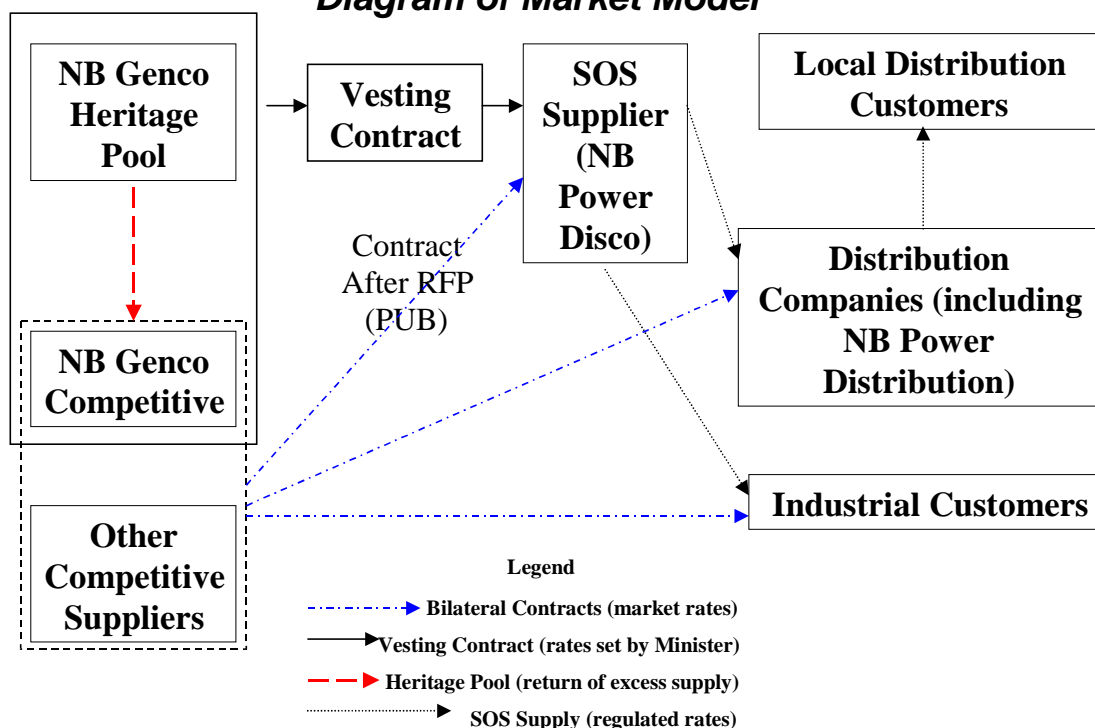 Diagram of Market Model
NB Genco
Heritage
Pool
Vesting
Contract
SOS
Supplier
(NB
Power
Disco)
Local Distribution
Customers
Contract
After RFP
(PUB)
Distribution
Companies (including
NB Power
Distribution)
NB Genco
Competitive
Industrial Customers
Other
Competitive
Suppliers
Legend
Bilateral Contracts (market rates)
Vesting Contract (rates set by Minister)
Heritage Pool (return of excess supply)
SOS Supply (regulated rates)